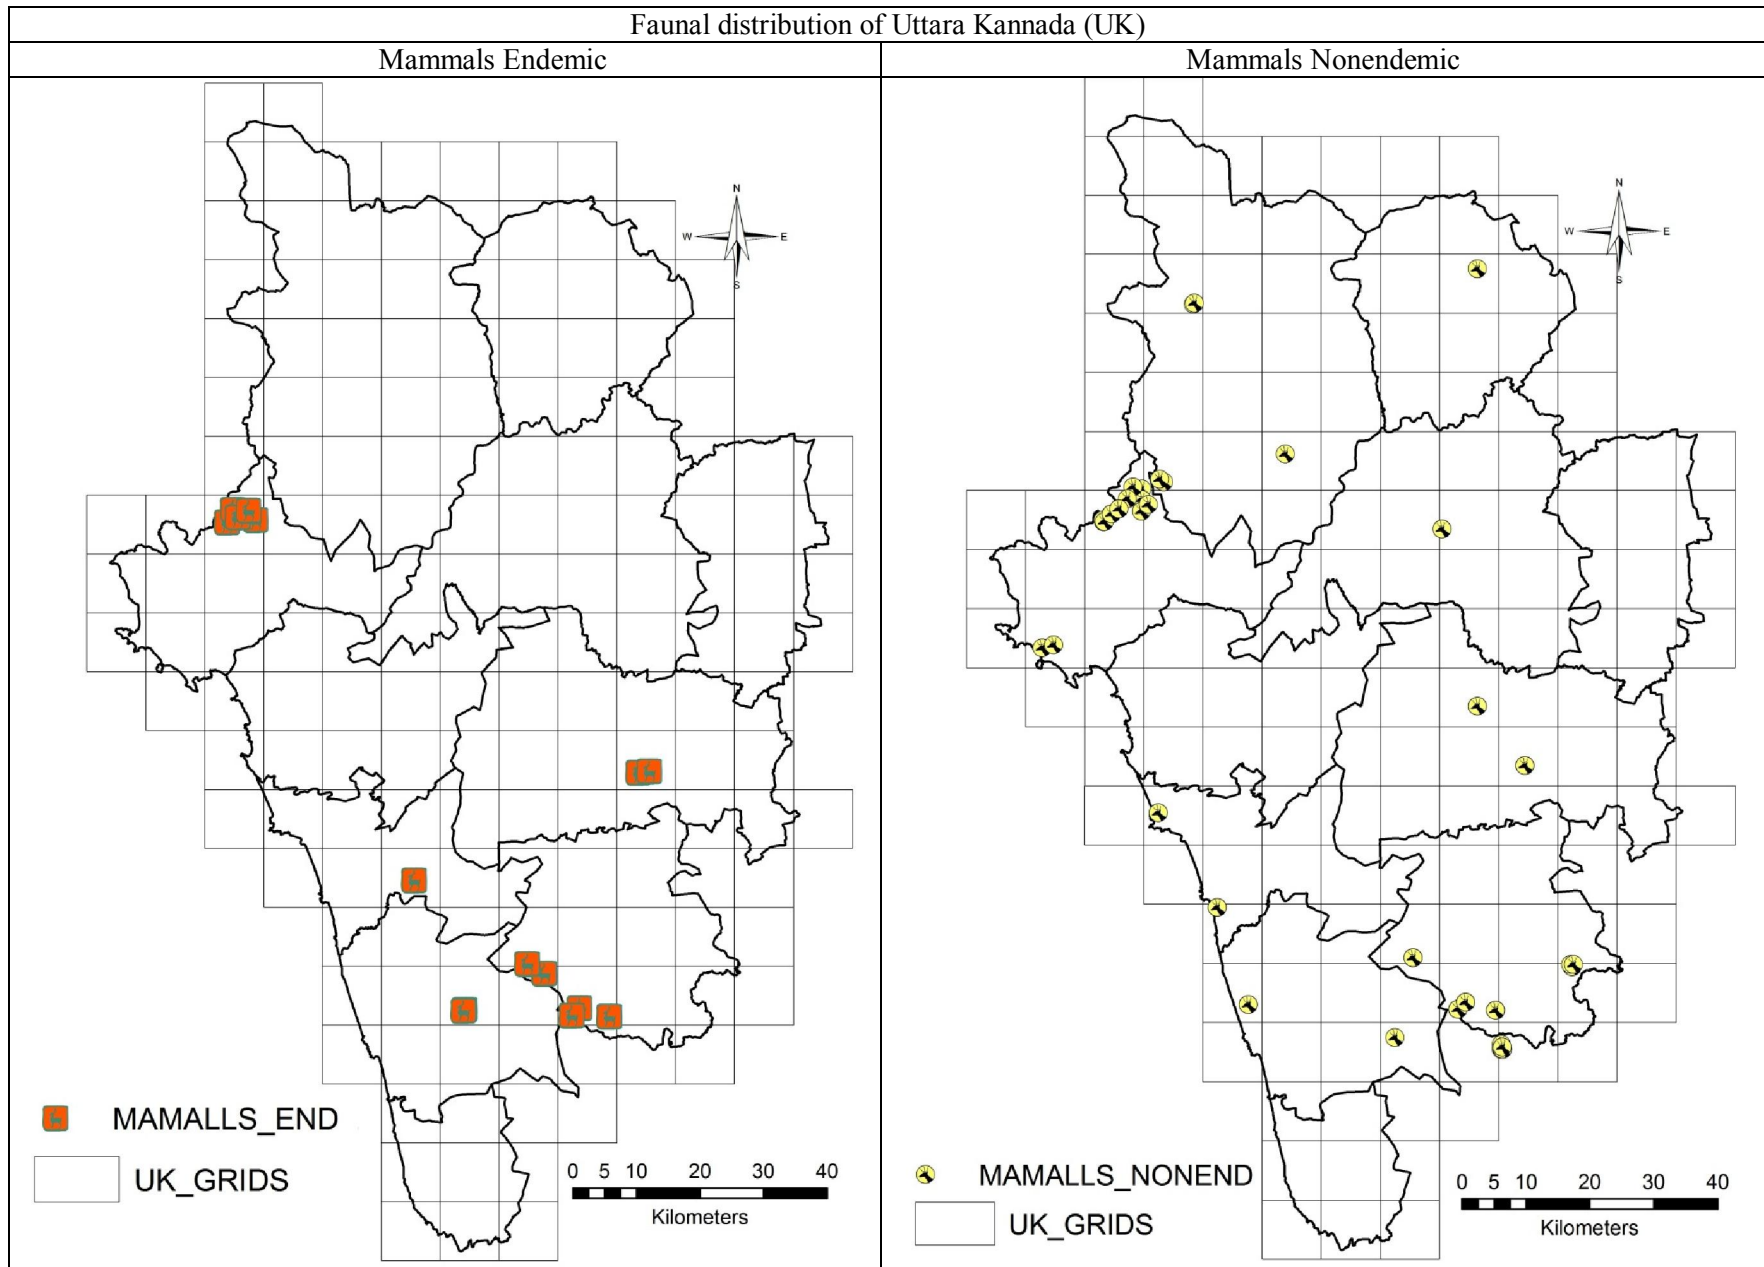 Faunal distribution of Uttara Kannada (UK)
Mammals Endemic
Mammals Nonendemic
N
W E
S
N
W E
S
MAMALLS_END
UK_GRIDS
0 5 10 20 30 40
Kilometers
MAMALLS_NONEND
UK_GRIDS
0 5 10 20 30 40
Kilometers